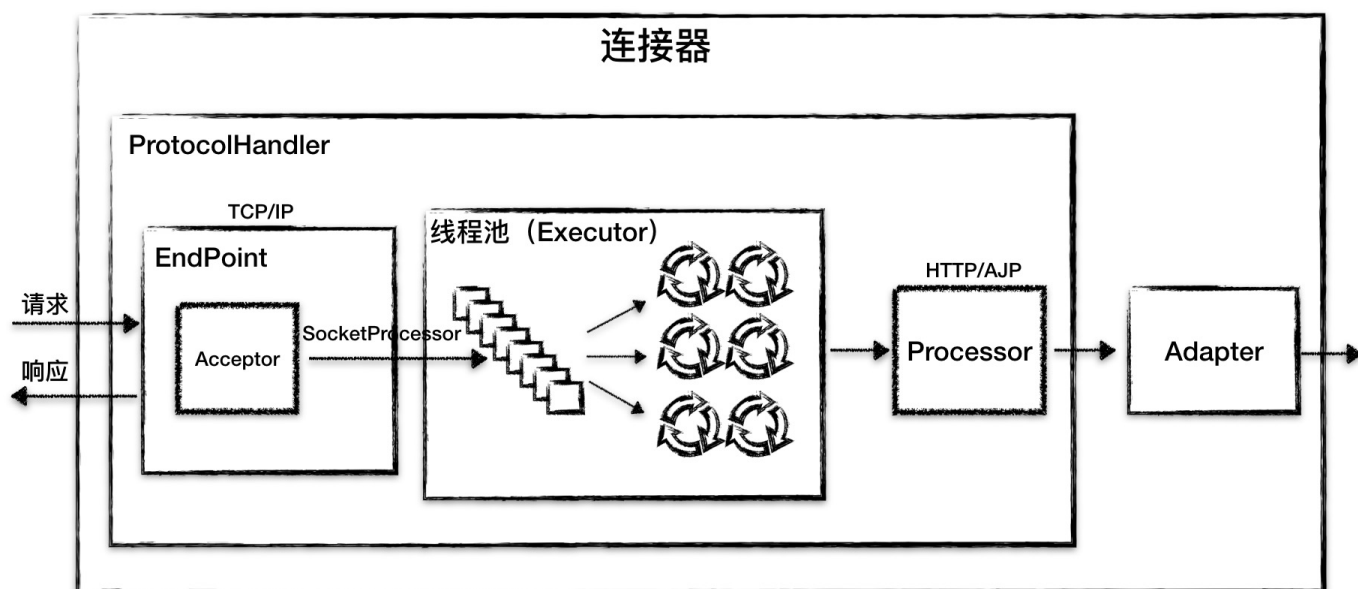 连接器
ProtocolHandler
TCP/IP
EndPoint
线程池（Executor）
HTTP/AJP
请求
SocketProcessor
Acceptor
Processor
Adapter
响应